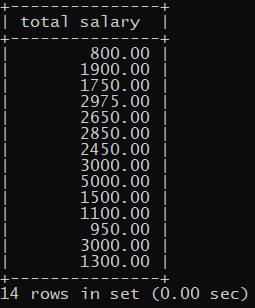 +---------------+
| total salary  |
+---------------+
|        800.00 |
|       1900.00 |
|       1750.00 |
|       2975.00 |
|       2650.00 |
|       2850.00 |
|       2450.00 |
|       3000.00 |
|       5000.00 |
|       1500.00 |
|       1100.00 |
|        950.00 |
|       3000.00 |
|       1300.00 |
+---------------+
14 rows in set (0.00 sec)